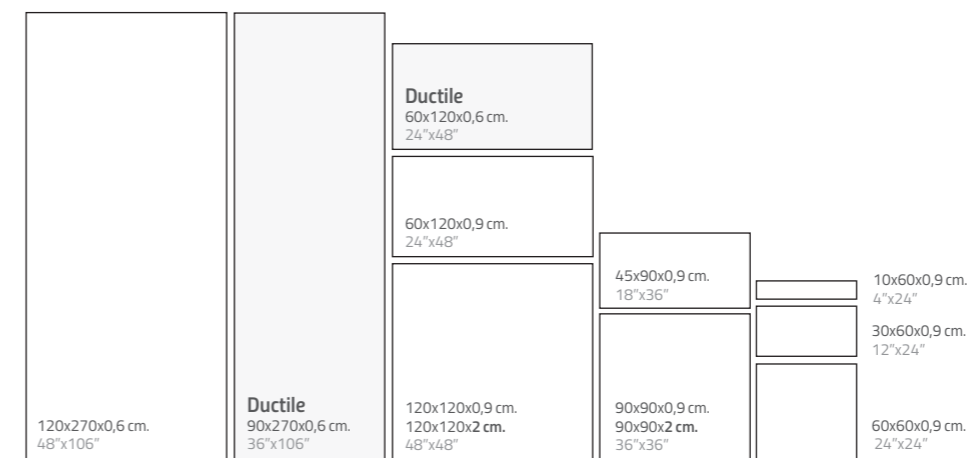 120x270x0,6 cm.
48"x106"
Ductile
90x270x0,6 cm.
36"x106"
Ductile
60x120x0,6 cm.
24"x48"
60x120x0,9 cm.
24"x48"
120x120x0,9 cm.
120x120x2 cm.
48"x48"
45x90x0,9 cm.
18"x36"
90x90x0,9 cm.
90x90x2 cm.
36"x36"
10x60x0,9 cm.
4"x24"
30x60x0,9 cm.
12"x24"
60x60x0,9 cm.
24"x24"